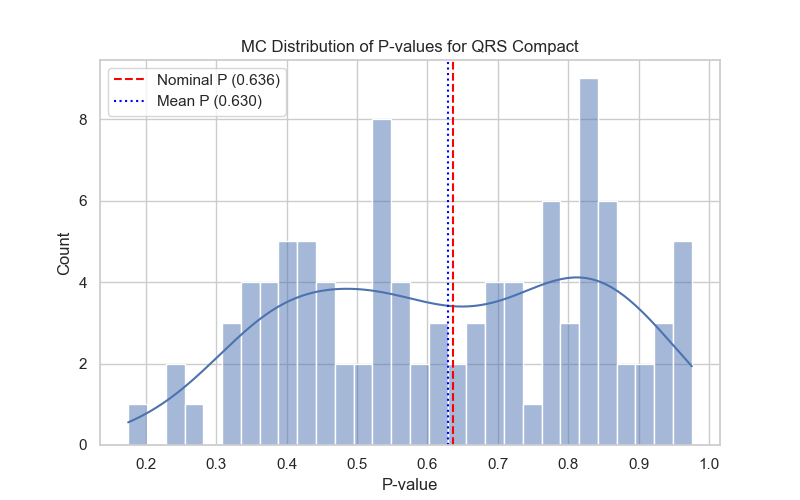 MC Distribution of P-values for QRS Compact
Nominal P (0.636)
Mean P (0.630)
Count
8
6
4
2
0
0.2 0.3 0.4 0.5 0.6 0.7 0.8 0.9 1.0
P-value